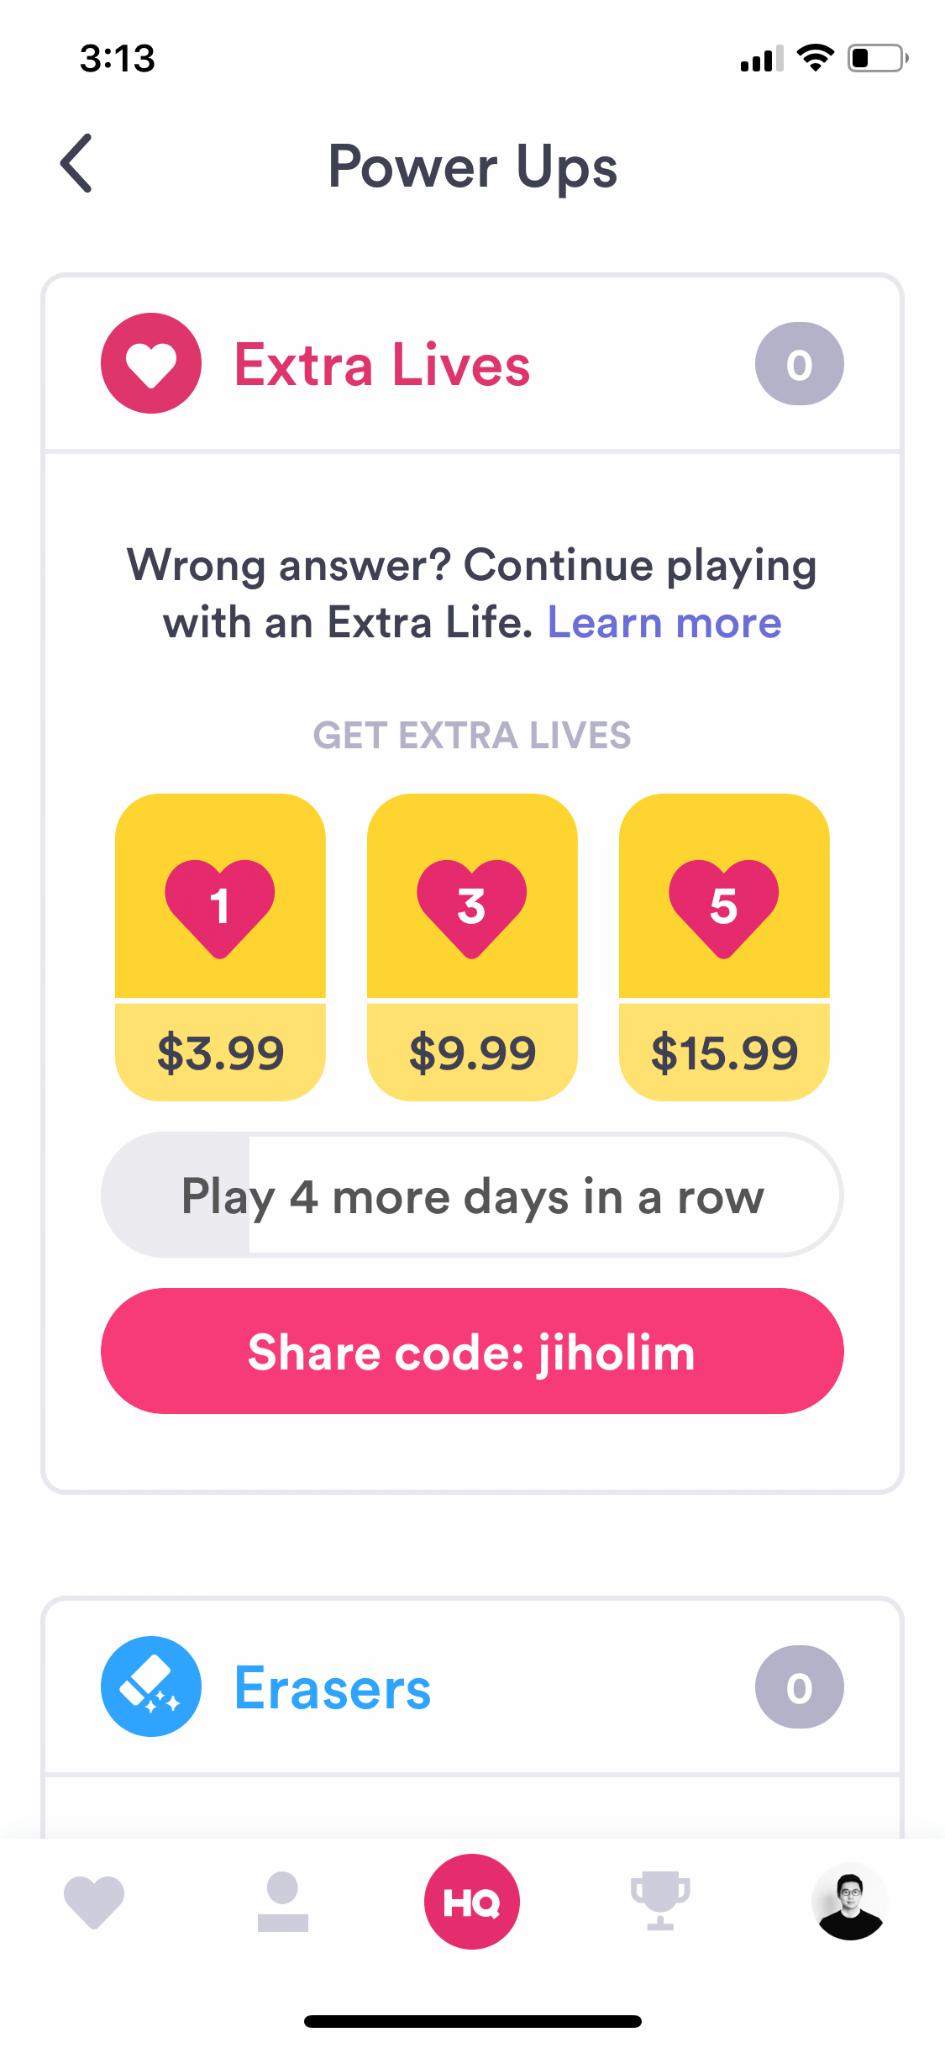 3:13
Power Ups
Extra Lives
0
Wrong answer? Continue playing
with an Extra Life. Learn more
GET EXTRA LIVES
1
3
5
$3.99
$9.99
$15.99
Play 4 more days in a row
Share code: jiholim
Erasers
0
HQ